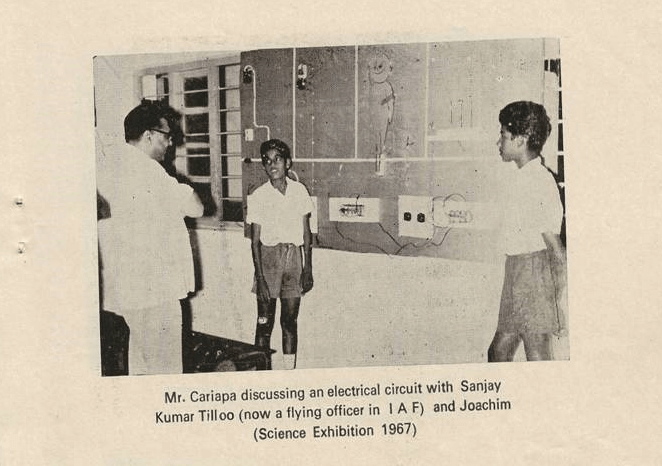 Mr. Cariapa discussing an electrical circuit with Sanjay
Kumar Tilloo (now a flying officer in I A F) and Joachim
(Science Exhibition 1967)